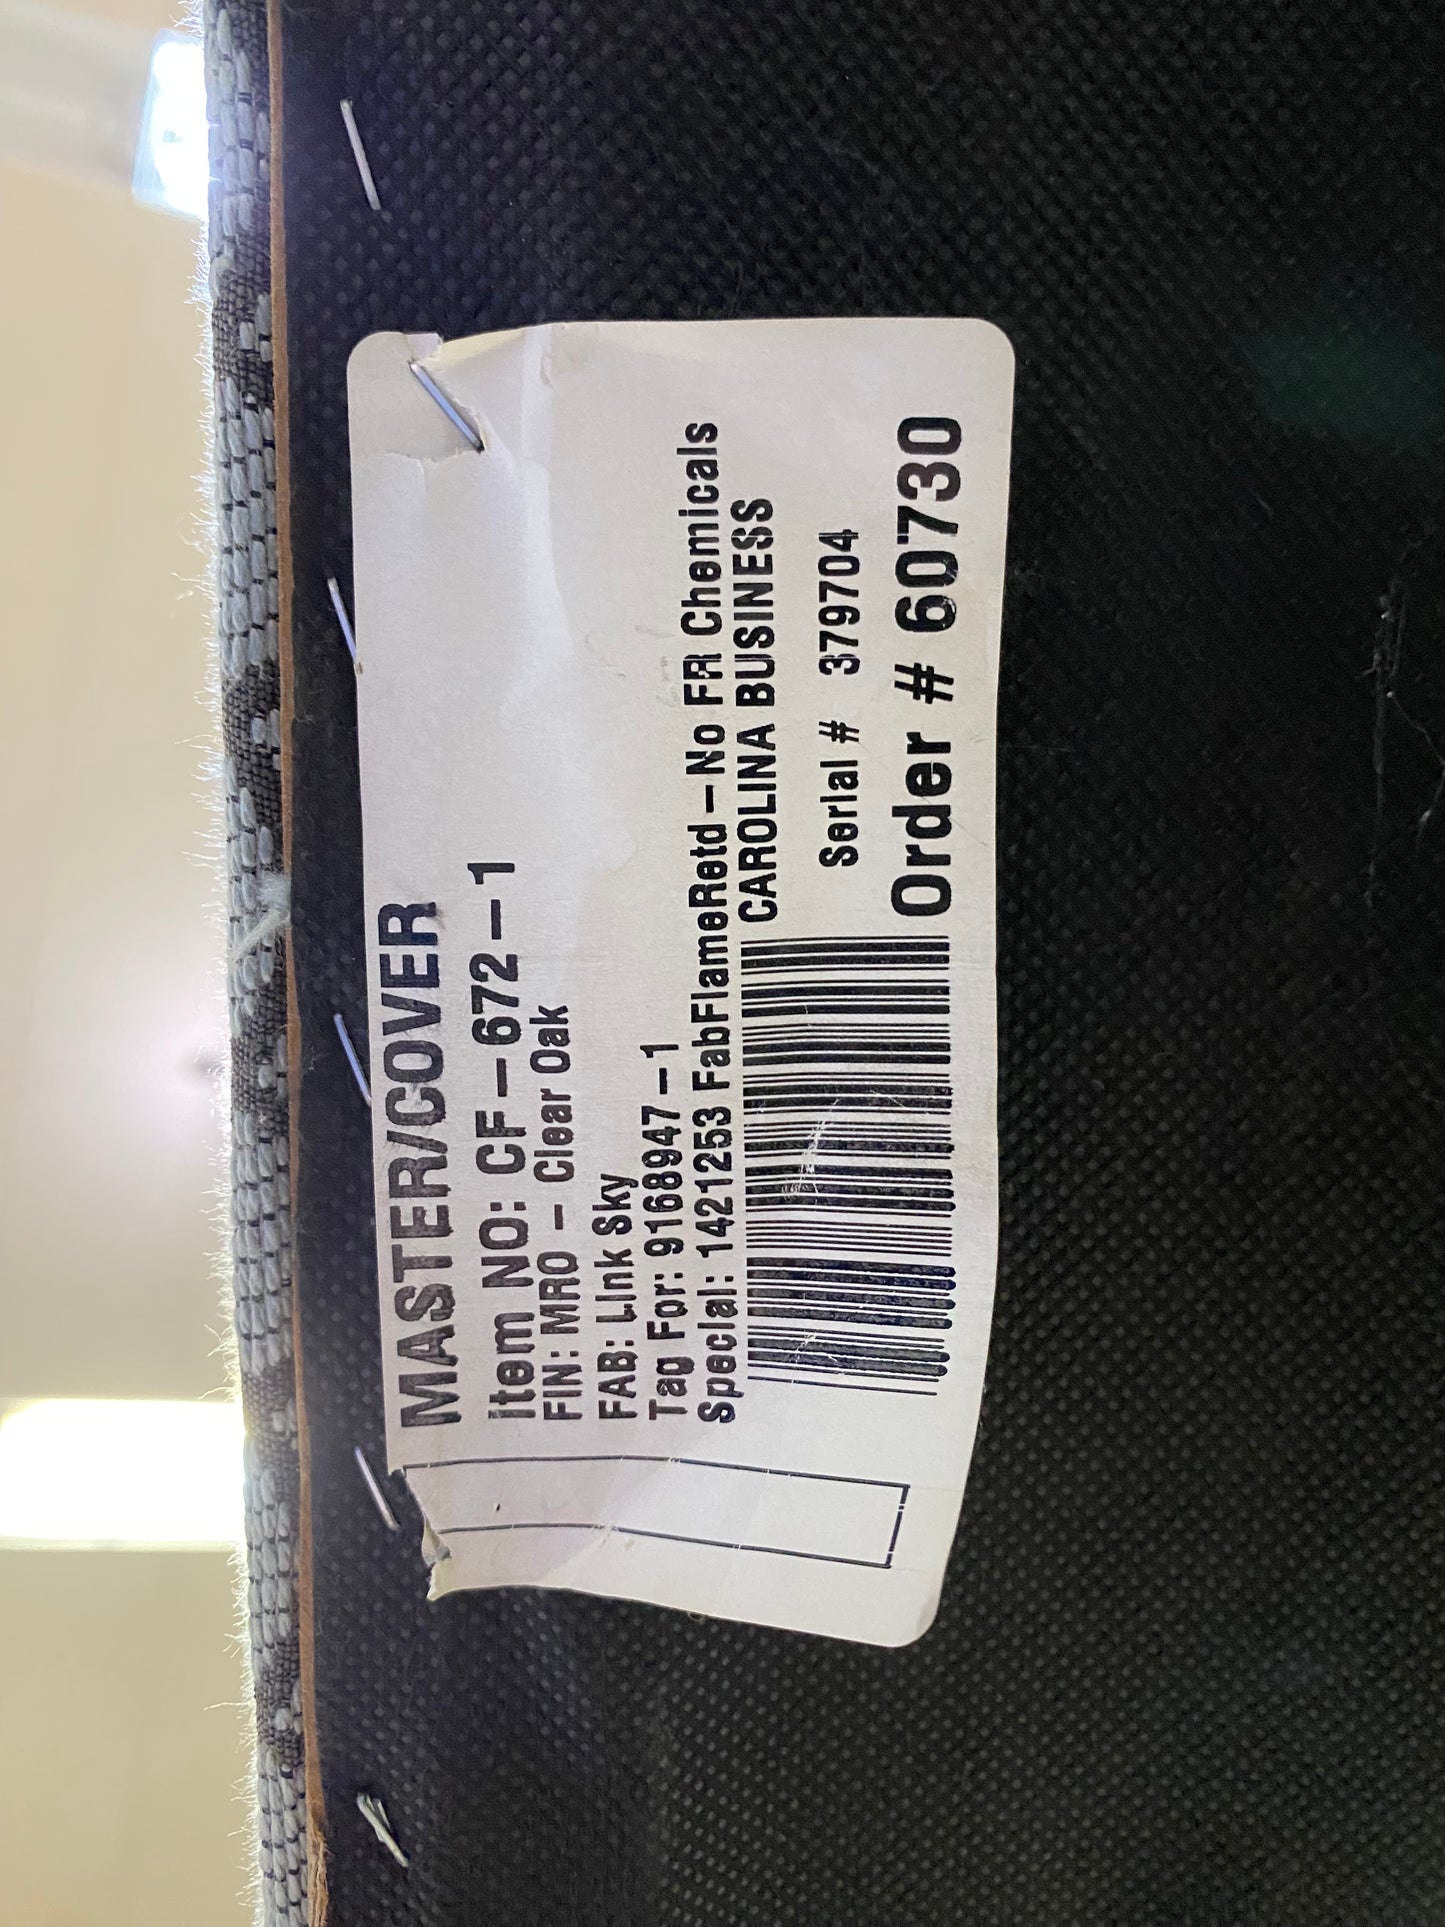 MASTER/COVER
Item NO: CF-672-1
FIN: MRO - Clear Oak
FAB: Link Sky
Tag For: 9168947-1
Special: 1421253 FabFlameRetd-No FR Chemicals
CAROLINA BUSINESS
Serial # 379704
Order # 60730